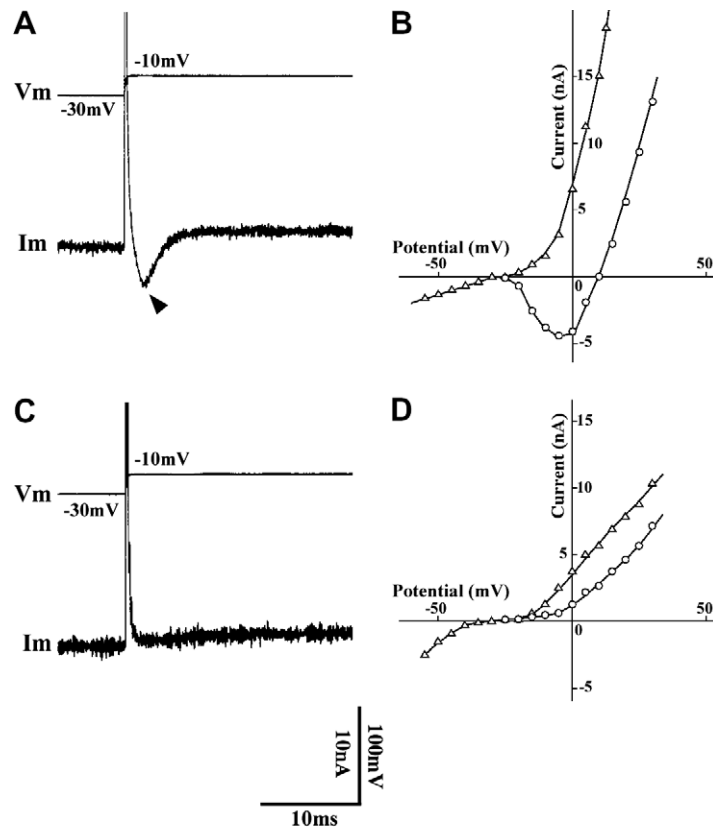 A
-10mV
Vm
-30mV
Im
B
Current (nA)
15
10
5
Potential (mV)
-50
0
50
-5
C
-10mV
Vm
-30mV
Im
D
Current (nA)
15
10
5
Potential (mV)
-50
0
50
-5
10nA
100mV
10ms